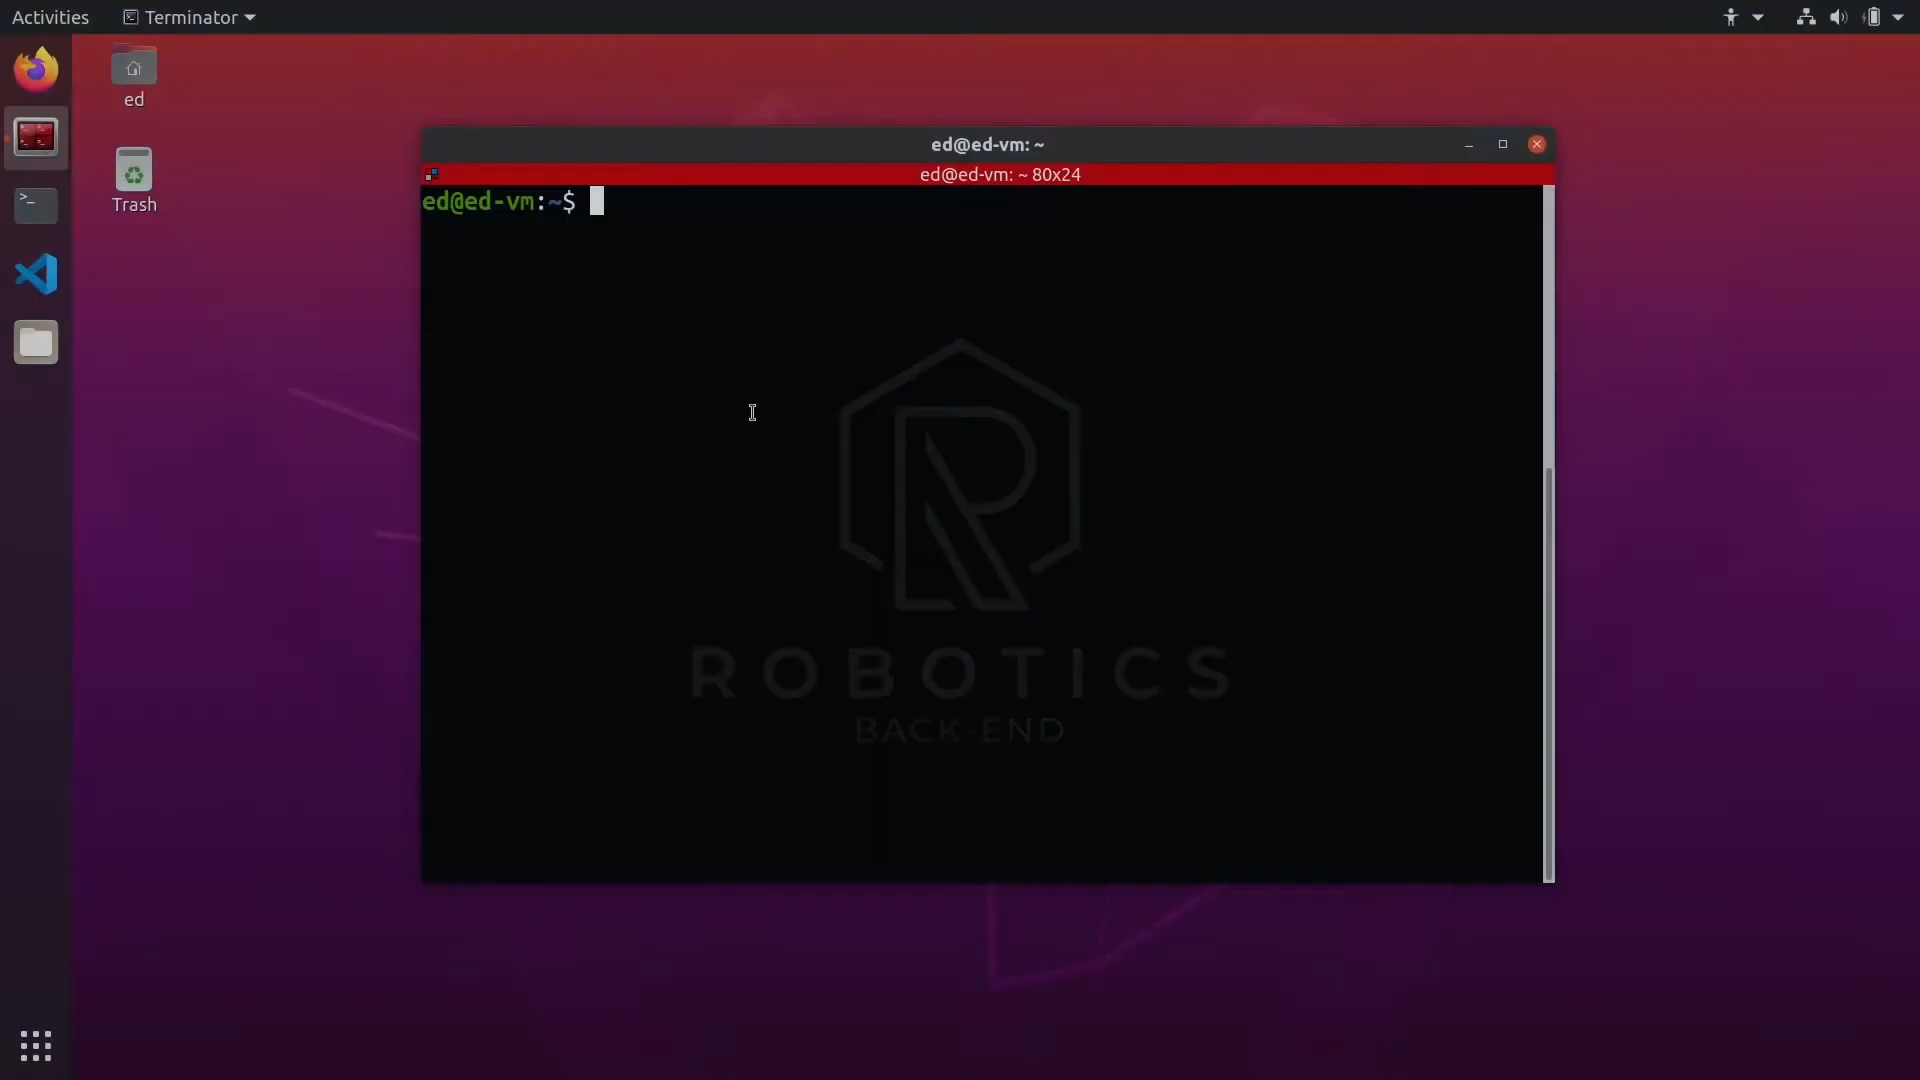 Activities
Terminator
ed
Trash
ed@ed-vm: ~
ed@ed-vm: ~ 80x24
ed@ed-vm:~$
ROBOTICS
BACK-END